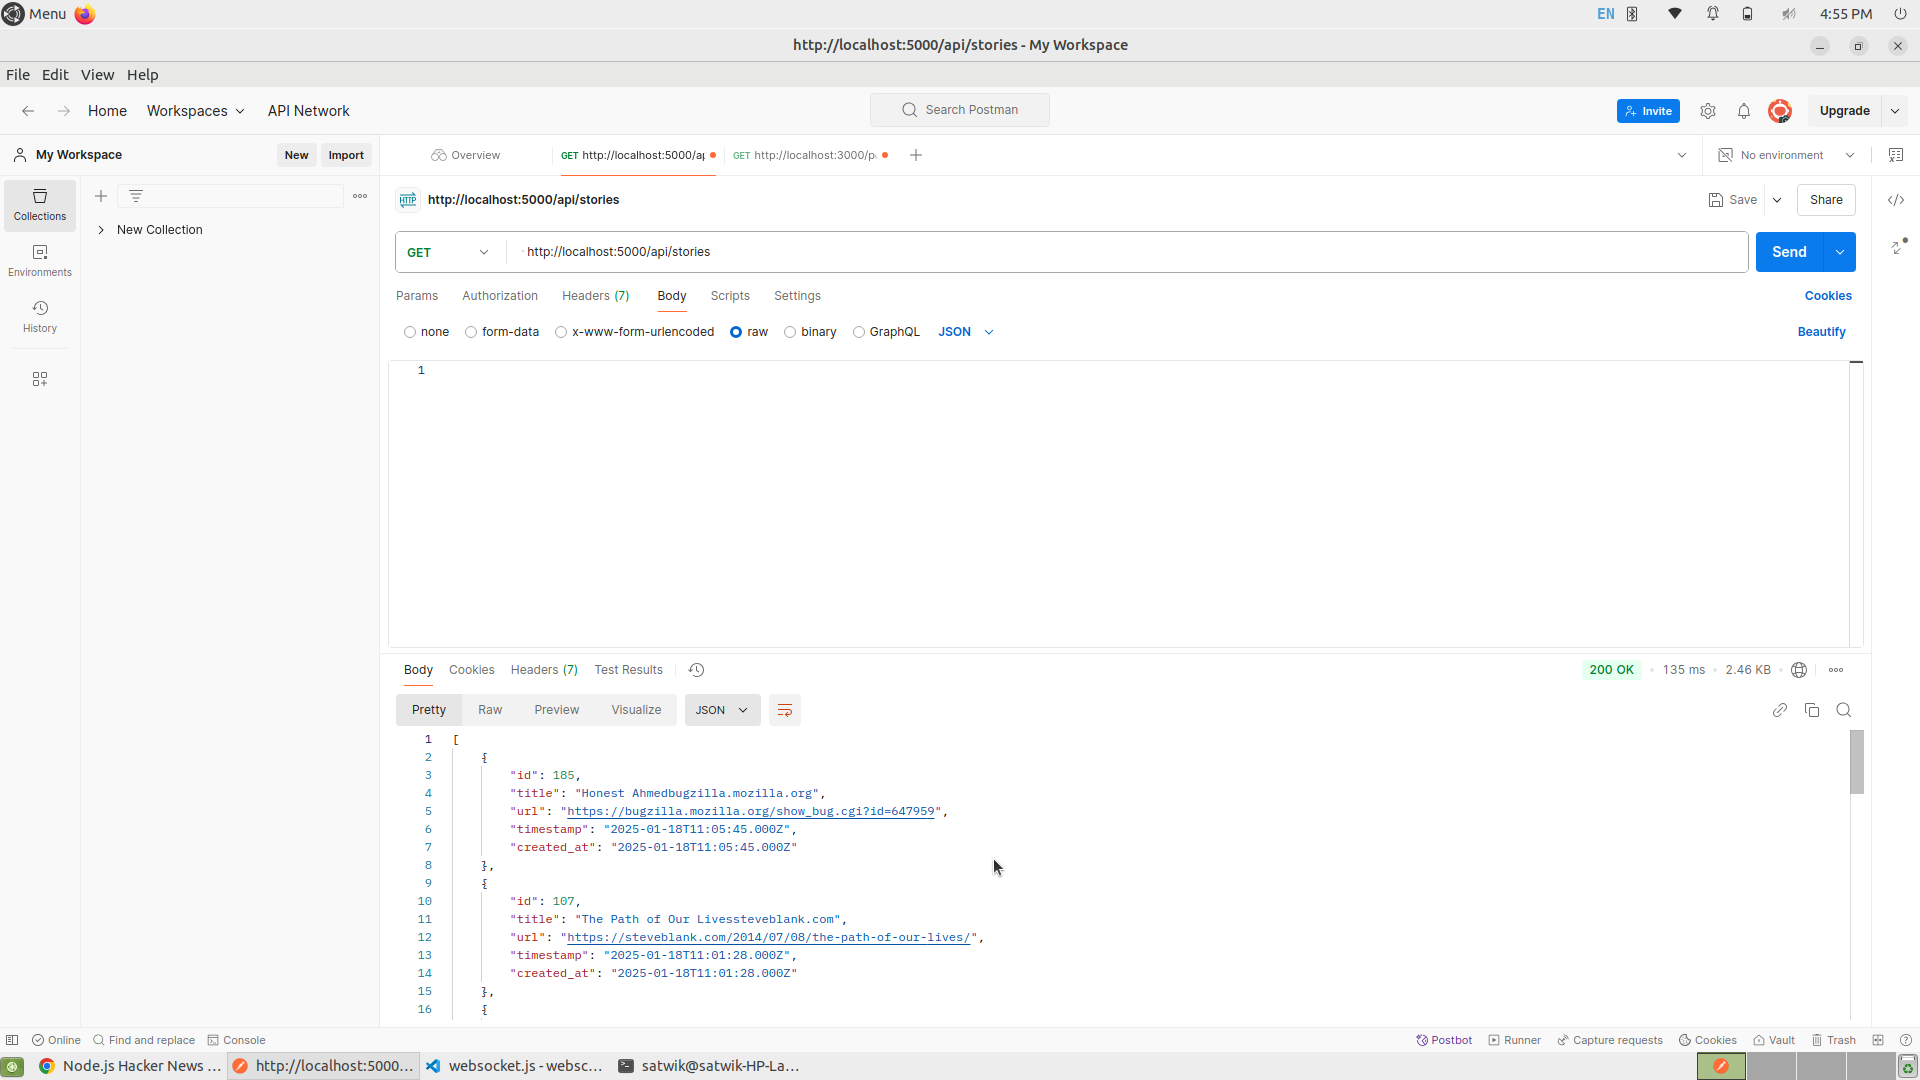 Menu
EN
4:55 PM
http://localhost:5000/api/stories - My Workspace
File Edit View Help
Home Workspaces API Network
Search Postman
Invite
Upgrade
My Workspace
New Import
Overview
GET http://localhost:5000/ap
GET http://localhost:3000/p
No environment
Collections
New Collection
Environments
History
HTTP http://localhost:5000/api/stories
Save Share
GET http://localhost:5000/api/stories
Send
Params Authorization Headers (7) Body Scripts Settings
Cookies
none form-data x-www-form-urlencoded raw binary GraphQL JSON
Beautify
1
Body Cookies Headers (7) Test Results
200 OK • 135 ms • 2.46 KB
Pretty Raw Preview Visualize JSON
1 [
2 {
3 "id": 185,
4 "title": "Honest Ahmedbugzilla.mozilla.org",
5 "url": "https://bugzilla.mozilla.org/show_bug.cgi?id=647959",
6 "timestamp": "2025-01-18T11:05:45.000Z",
7 "created_at": "2025-01-18T11:05:45.000Z"
8 },
9 {
10 "id": 107,
11 "title": "The Path of Our Livessteveblank.com",
12 "url": "https://steveblank.com/2014/07/08/the-path-of-our-lives/",
13 "timestamp": "2025-01-18T11:01:28.000Z",
14 "created_at": "2025-01-18T11:01:28.000Z"
15 },
16 {
Online Find and replace Console
Postbot Runner Capture requests Cookies Vault Trash
Node.js Hacker News ...
http://localhost:5000...
websocket.js - websc...
satwik@satwik-HP-La...